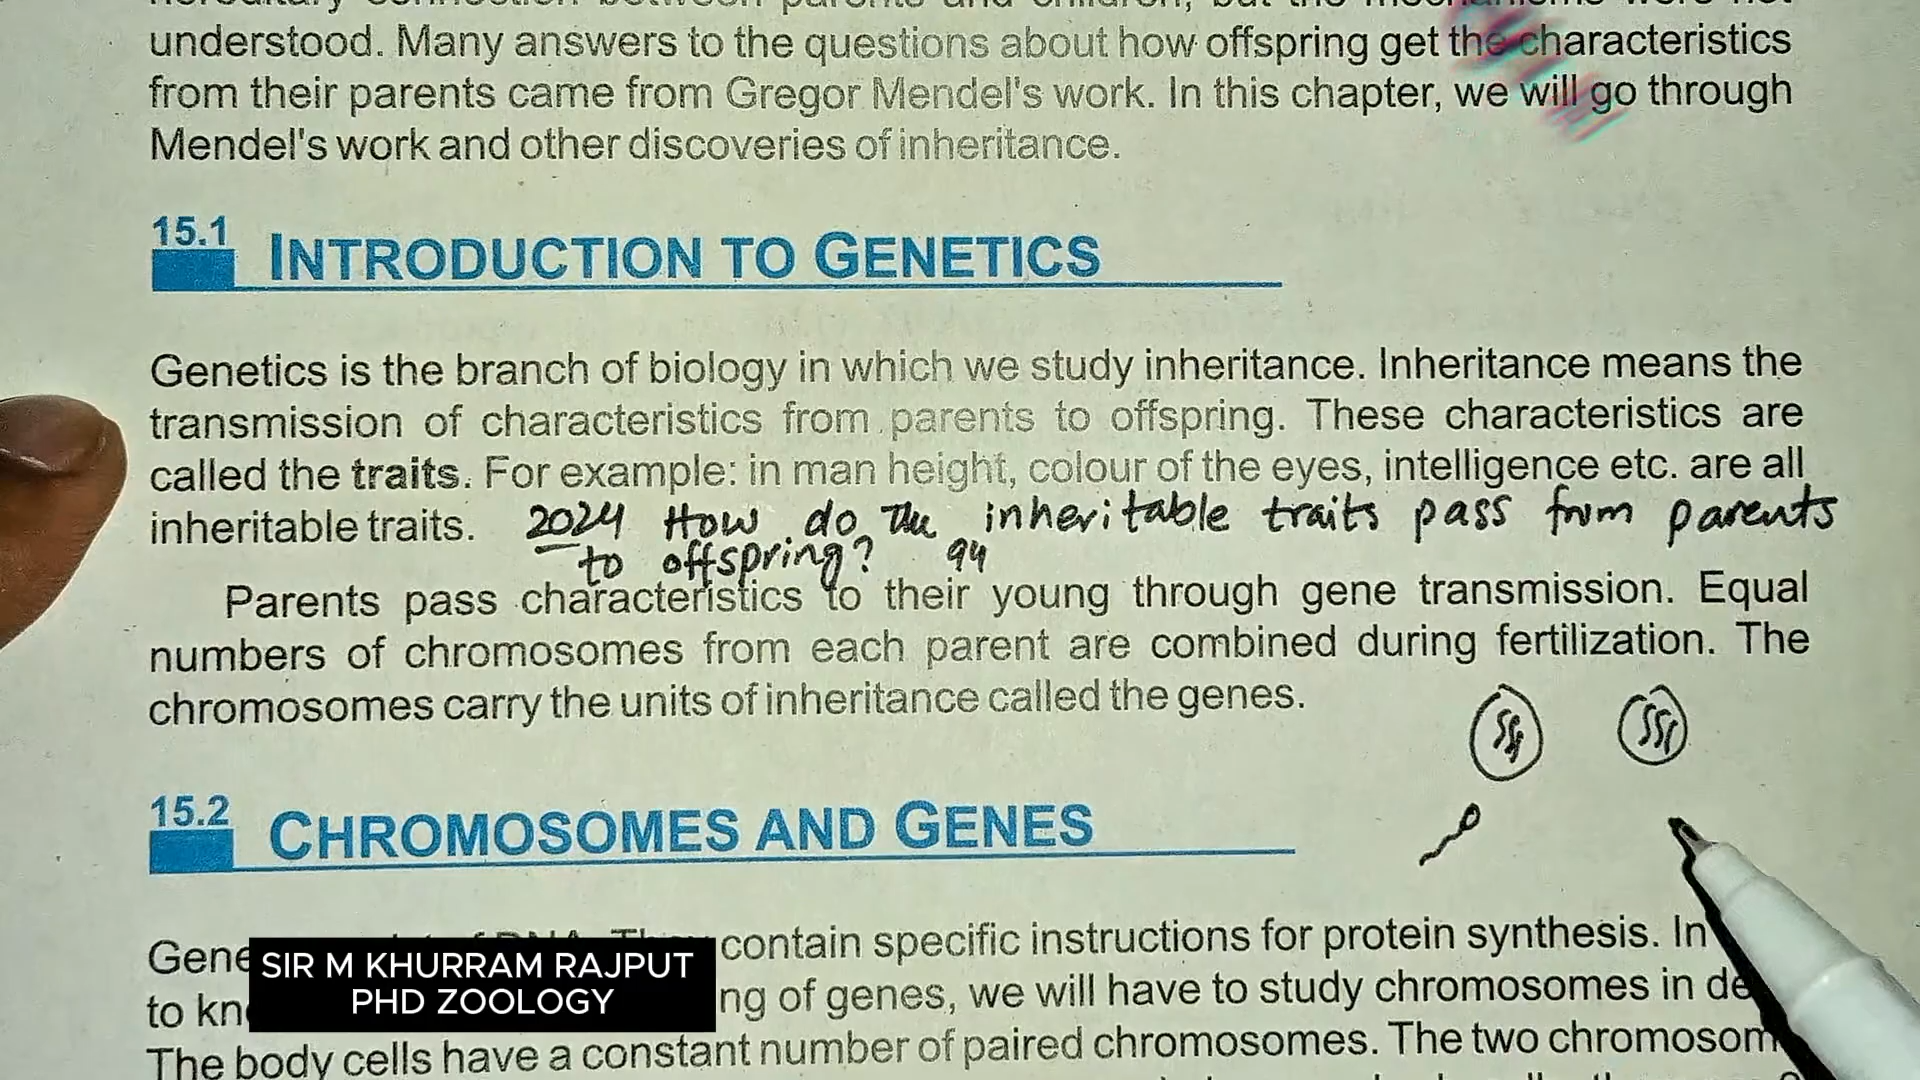 understood. Many answers to the questions about how offspring get the characteristics
from their parents came from Gregor Mendel's work. In this chapter, we will go through
Mendel's work and other discoveries of inheritance.
15.1
INTRODUCTION TO GENETICS
Genetics is the branch of biology in which we study inheritance. Inheritance means the
transmission of characteristics from parents to offspring. These characteristics are
called the traits. For example: in man height, colour of the eyes, intelligence etc. are all
inheritable traits. 2024 How do the inheritable traits pass from parents
to offspring? 94
Parents pass characteristics to their young through gene transmission. Equal
numbers of chromosomes from each parent are combined during fertilization. The
chromosomes carry the units of inheritance called the genes.
15.2
CHROMOSOMES AND GENES
contain specific instructions for protein synthesis. In
SIR M KHURRAM RAJPUT
PHD ZOOLOGY
of genes, we will have to study chromosomes in
The body cells have a constant number of paired chromosomes. The two